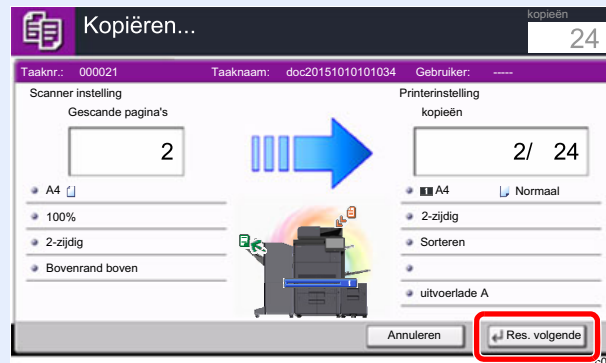 Kopiëren...
kopieën
24
Taaknr.: 000021 Taaknaam: doc20151010101034 Gebruiker: -----
Scanner instelling
Gescande pagina's
2
A4
100%
2-zijdig
Bovenrand boven
Printerinstelling
kopieën
2/ 24
1 A4 Normaal
2-zijdig
Sorteren
uitvoerlade A
Annuleren
Res. volgende